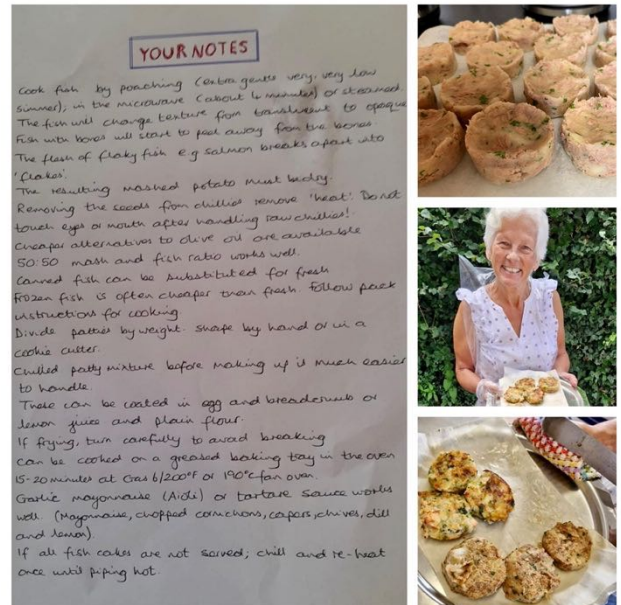 YOUR NOTES
Cook fish by poaching (extra gentle very, very low
simmer); in the microwave (about 4 minutes) or steamed.
The fish will change texture from translucent to opaque
Fish with bones will start to peel away from the bones
The flesh of flaky fish e.g salmon breaks apart into
'flakes'.
The resulting mashed potato must be dry.
Removing the seeds from chillies remove 'heat'. Do not
touch eyes or mouth after handling raw chillies!
Cheaper alternatives to olive oil are available
50:50 mash and fish ratio works well.
Canned fish can be substituted for fresh
Frozen fish is often cheaper than fresh. Follow pack
instructions for cooking.
Divide patties by weight. Shape by hand or in a
cookie cutter.
Chilled patty mixture before making up is much easier
to handle.
These can be coated in egg and breadcrumb or
lemon juice and plain flour.
If frying, turn carefully to avoid breaking
can be cooked on a greased baking tray in the oven
15-20 minutes at Gas 6/200°F or 190°C fan oven.
Garlic mayonnaise (Aioli) or tartare sauce works
well. (Mayonnaise, chopped cornichons, capers, chives, dill
and lemon).
If all fish cakes are not served; chill and re-heat
once until piping hot.